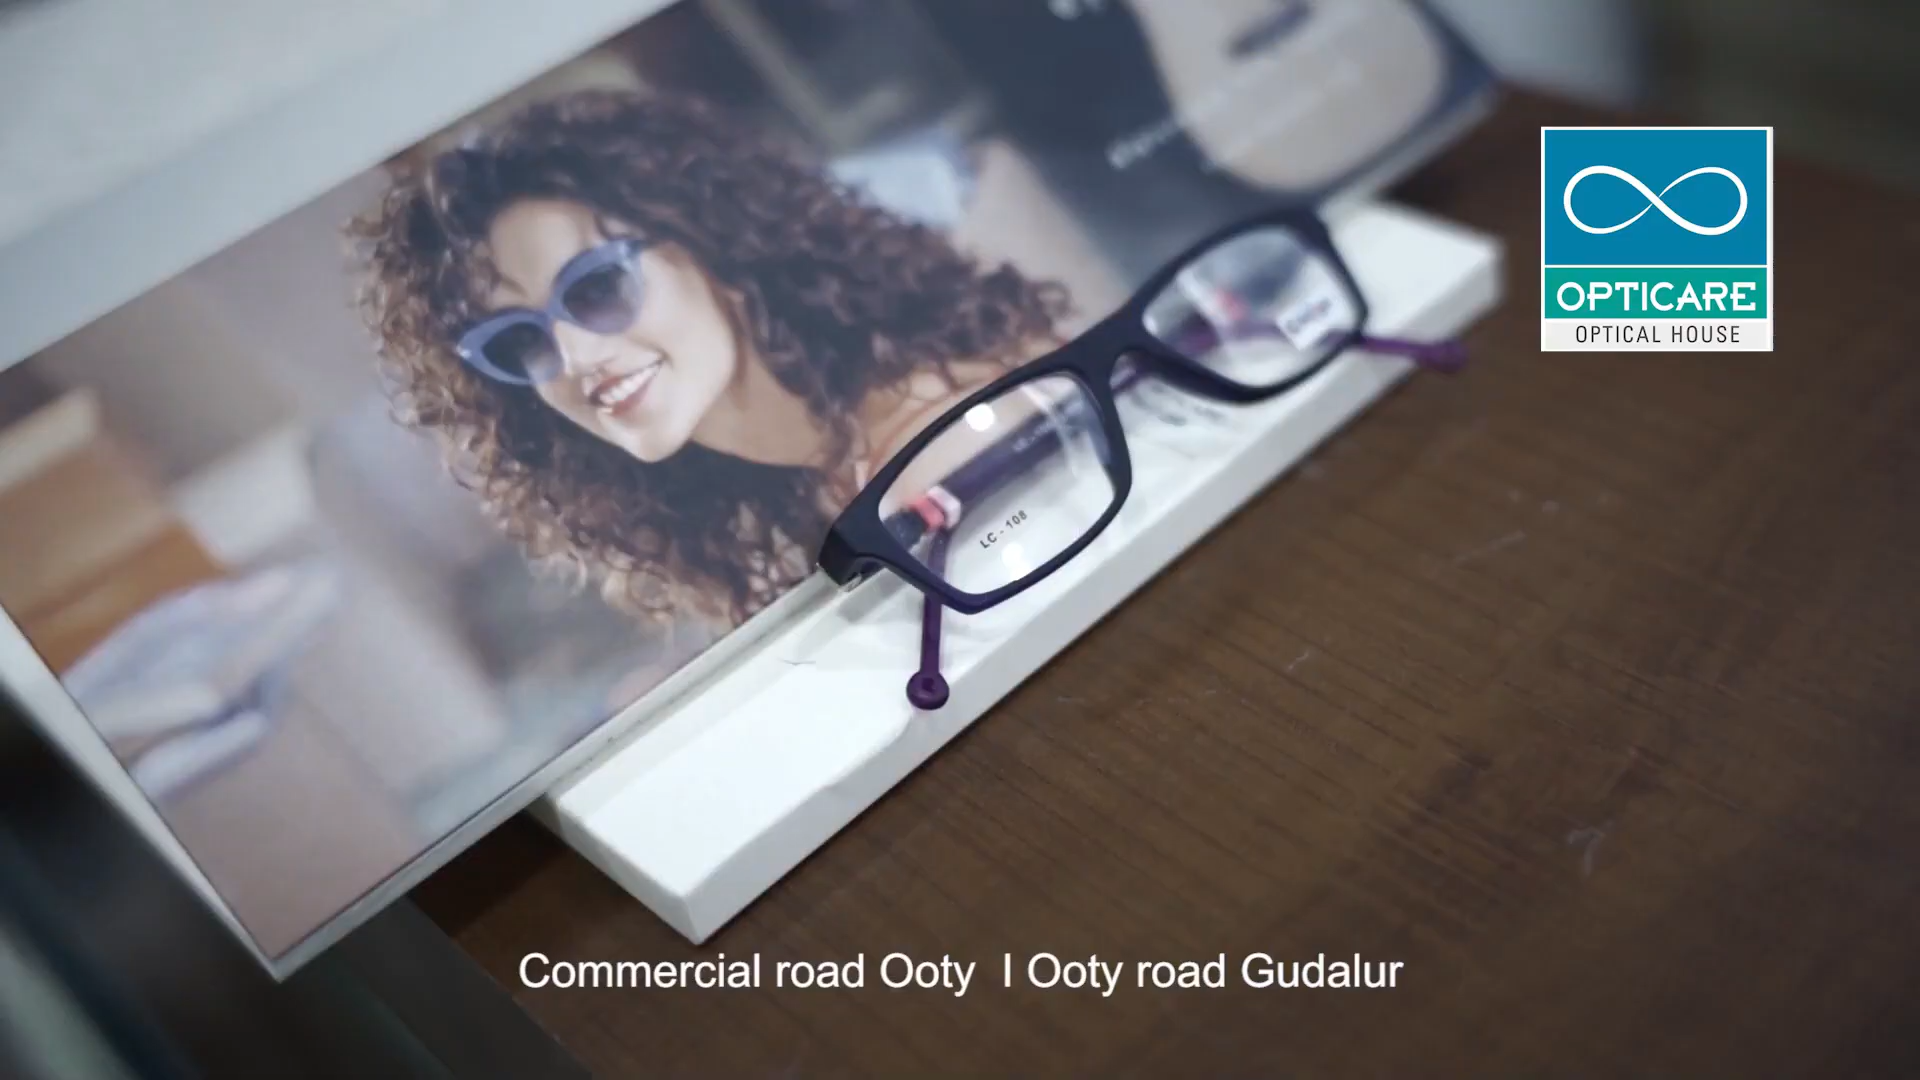 OPTICARE
OPTICAL HOUSE
LC - 108
Commercial road Ooty | Ooty road Gudalur